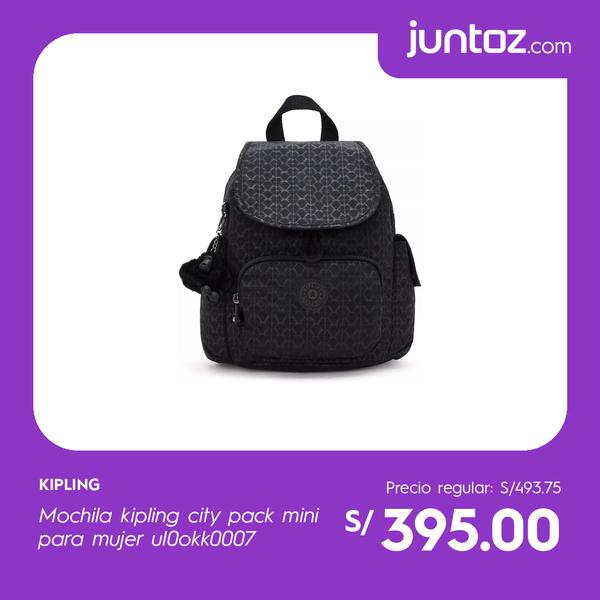 juntoz.com
KIPLING
Mochila kipling city pack mini
para mujer ul0okk0007
Precio regular: S/493.75
S/ 395.00